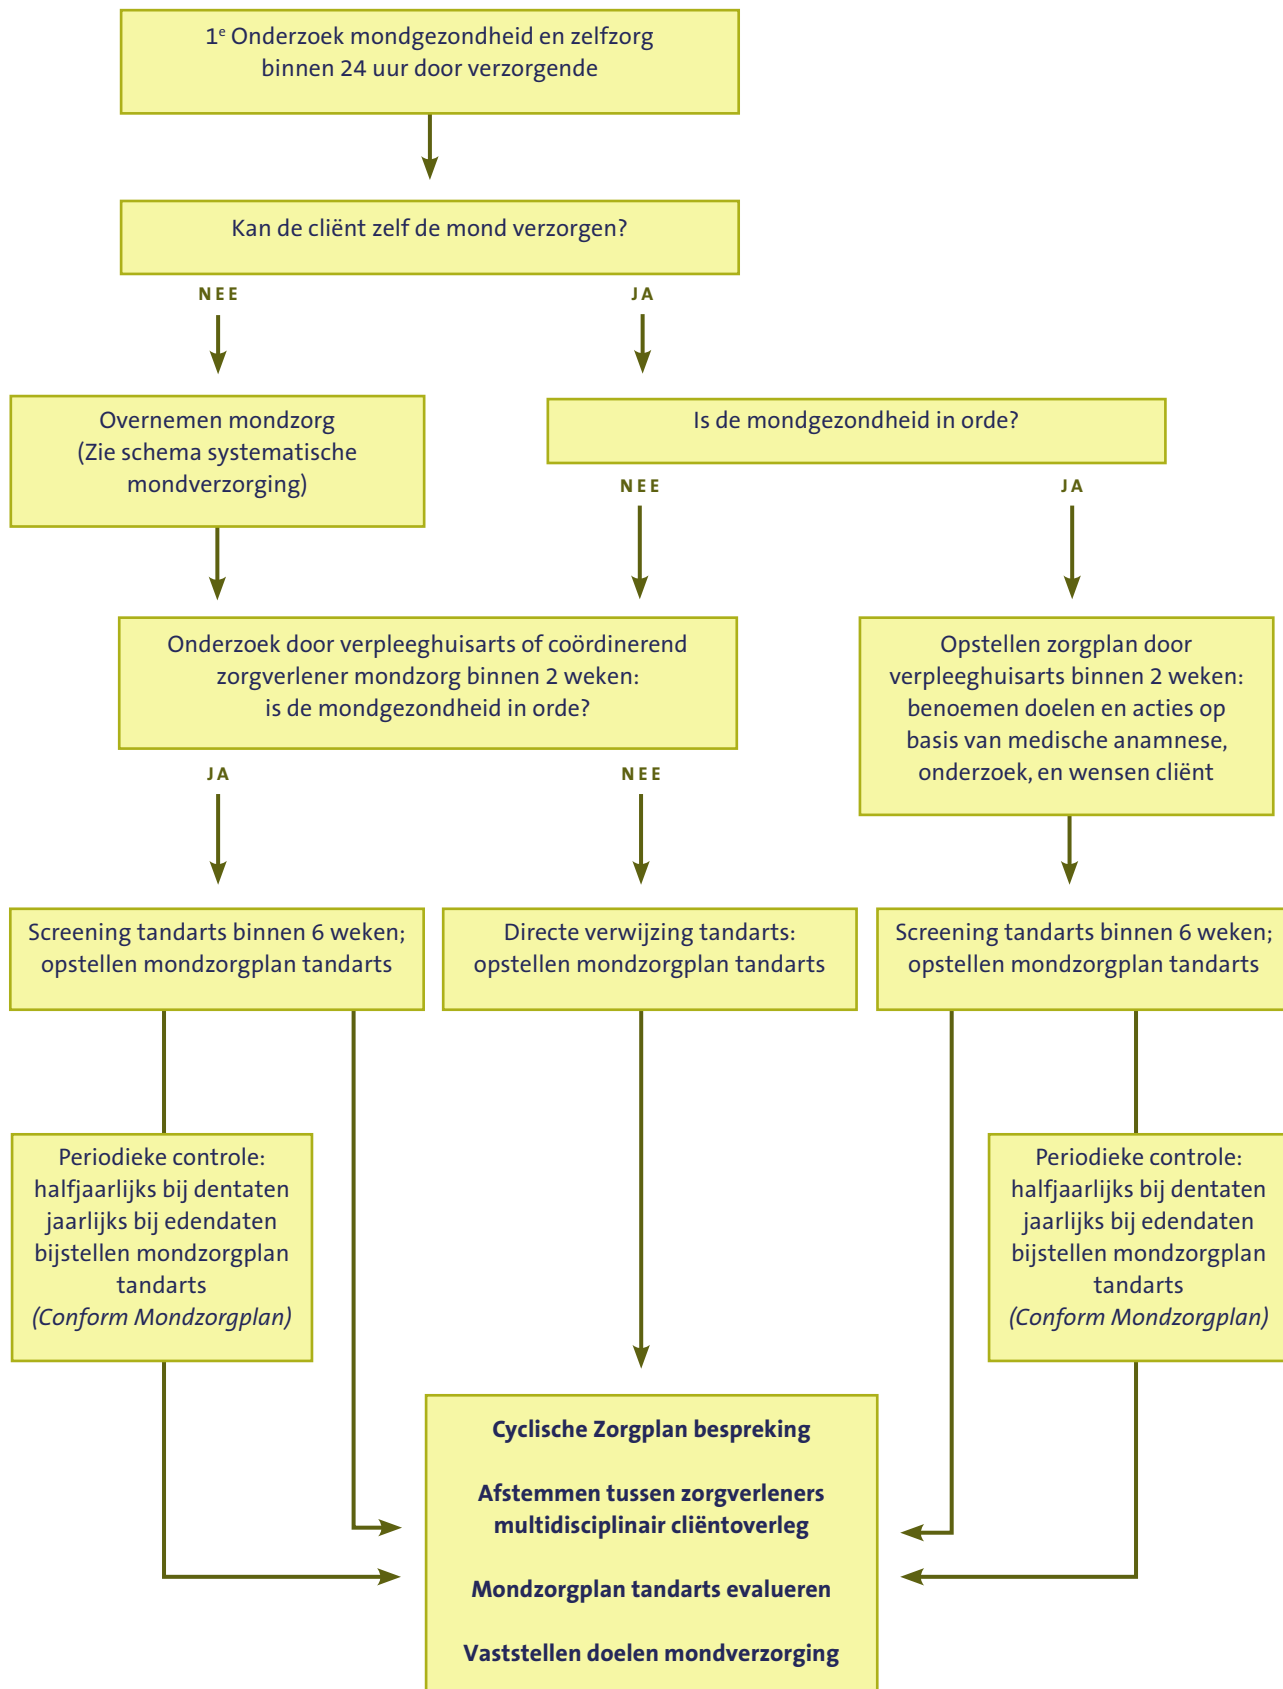 1e Onderzoek mondgezondheid en zelfzorg
binnen 24 uur door verzorgende
Kan de cliënt zelf de mond verzorgen?
NEE
JA
Overnemen mondzorg
(Zie schema systematische
mondverzorging)
Is de mondgezondheid in orde?
NEE
JA
Onderzoek door verpleeghuisarts of coördinerend
zorgverlener mondzorg binnen 2 weken:
is de mondgezondheid in orde?
Opstellen zorgplan door
verpleeghuisarts binnen 2 weken:
benoemen doelen en acties op
basis van medische anamnese,
onderzoek, en wensen cliënt
JA
NEE
Screening tandarts binnen 6 weken;
opstellen mondzorgplan tandarts
Directe verwijzing tandarts:
opstellen mondzorgplan tandarts
Screening tandarts binnen 6 weken;
opstellen mondzorgplan tandarts
Periodieke controle:
halfjaarlijks bij dentaten
jaarlijks bij edendaten
bijstellen mondzorgplan
tandarts
(Conform Mondzorgplan)
Periodieke controle:
halfjaarlijks bij dentaten
jaarlijks bij edendaten
bijstellen mondzorgplan
tandarts
(Conform Mondzorgplan)
Cyclische Zorgplan bespreking
Afstemmen tussen zorgverleners
multidisciplinair cliëntoverleg
Mondzorgplan tandarts evalueren
Vaststellen doelen mondverzorging